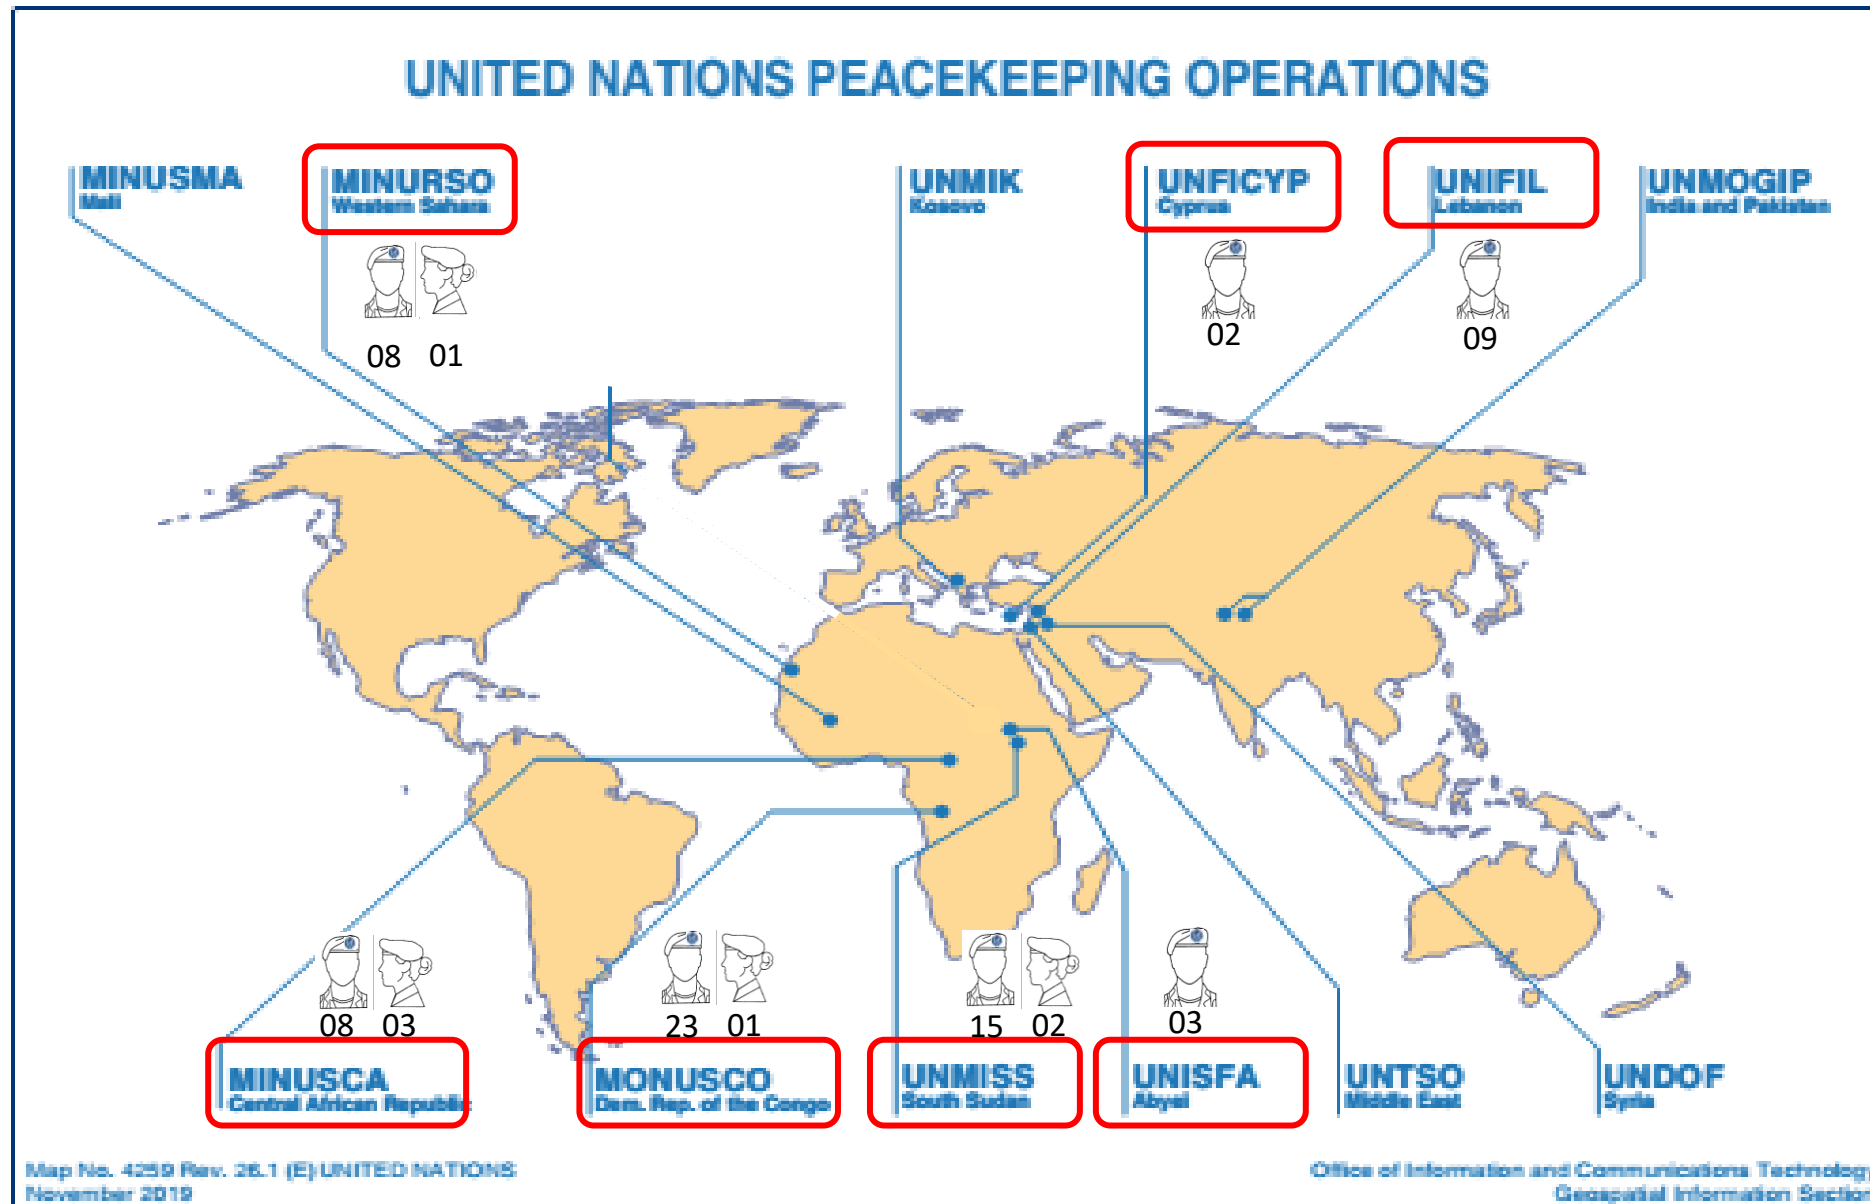 UNITED NATIONS PEACEKEEPING OPERATIONS
MINUSMA
Mali
MINURSO
Western Sahara
08 01
UNMIK
Kosovo
UNFICYP
Cyprus
02
UNIFIL
Lebanon
09
UNMOGIP
India and Pakistan
08 03
MINUSCA
Central African Republic
23 01
MONUSCO
Dem. Rep. of the Congo
15 02
UNMISS
South Sudan
03
UNISFA
Abyei
UNTSO
Middle East
UNDOF
Syria
Map No. 4259 Rev. 26.1 (E) UNITED NATIONS
November 2019
Office of Information and Communications Technology
Geospatial Information Section